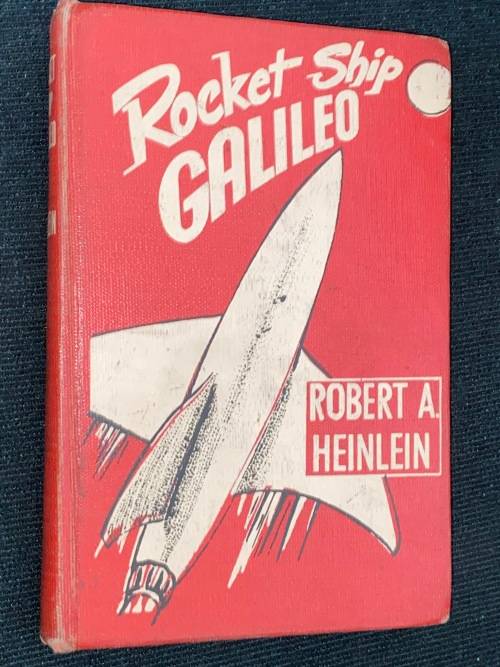 Rocket Ship
GALILEO
ROBERT A.
HEINLEIN